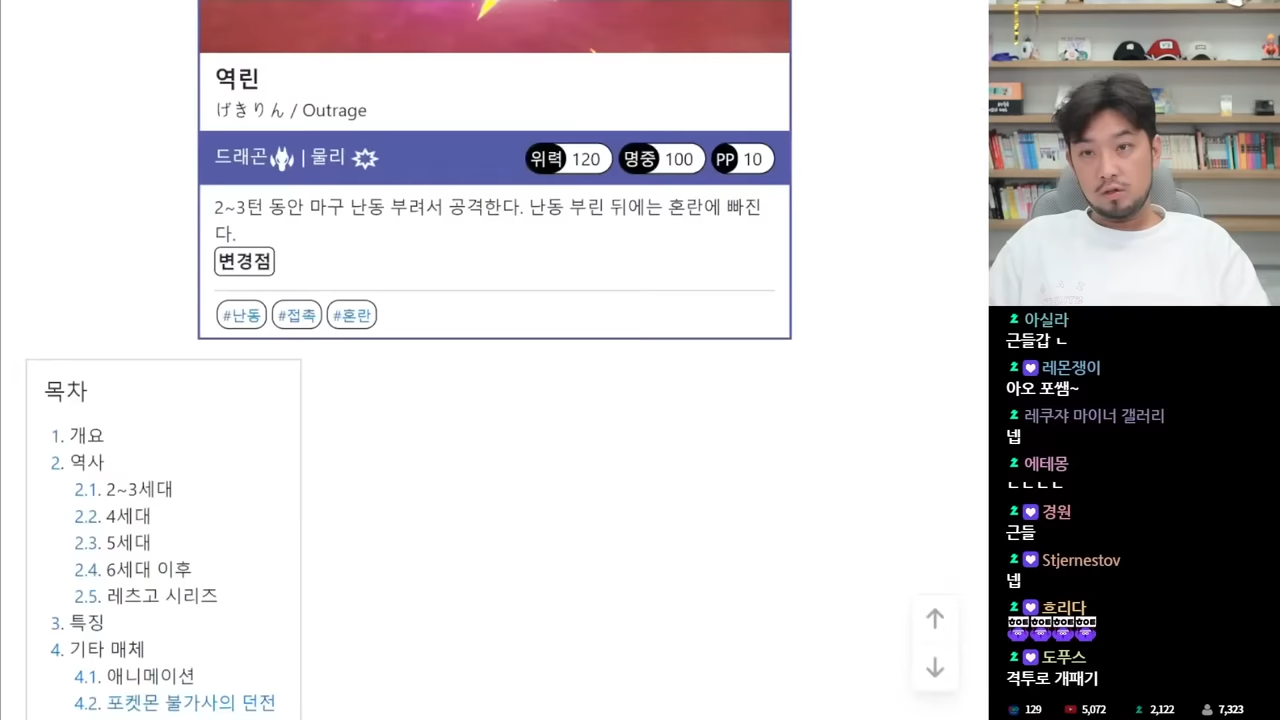 역린
げきりん / Outrage
드래곤 | 물리
위력 120 명중 100 PP 10
2~3턴 동안 마구 난동 부려서 공격한다. 난동 부린 뒤에는 혼란에 빠진
다.
변경점
#난동 #접촉 #혼란
목차
1. 개요
2. 역사
2.1. 2~3세대
2.2. 4세대
2.3. 5세대
2.4. 6세대 이후
2.5. 레츠고 시리즈
3. 특징
4. 기타 매체
4.1. 애니메이션
4.2. 포켓몬 불가사의 던전
아실라
근들갑 ㄴ
레몬쟁이
아오 포쌤~
레쿠쟈 마이너 갤러리
넵
에테몽
ㄴㄴㄴㄴ
경원
근들
Stjernestov
넵
흐리다
도푸스
격투로 개패기
129 5,072 2,122 7,323